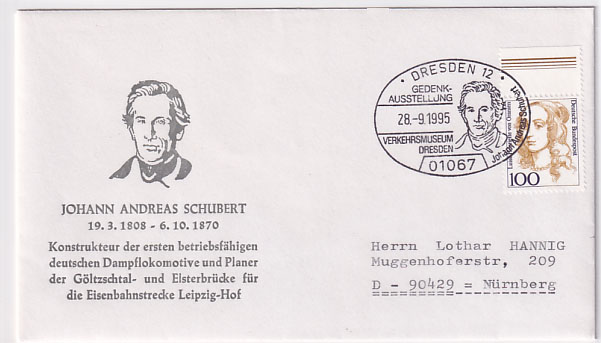 JOHANN ANDREAS SCHUBERT
19.3.1808 - 6.10.1870
Konstrukteur der ersten betriebsfähigen
deutschen Dampflokomotive und Planer
der Göltzschtal- und Elsterbrücke für
die Eisenbahnstrecke Leipzig-Hof
· DRESDEN 12 ·
GEDENK-
AUSSTELLUNG
28.-9.1995
VERKEHRSMUSEUM
DRESDEN
01067
Johann Andreas Schubert
Deutsche Bundespost
100
Herrn Lothar HANNIG
Muggenhoferstr, 209
D - 90429 = Nürnberg